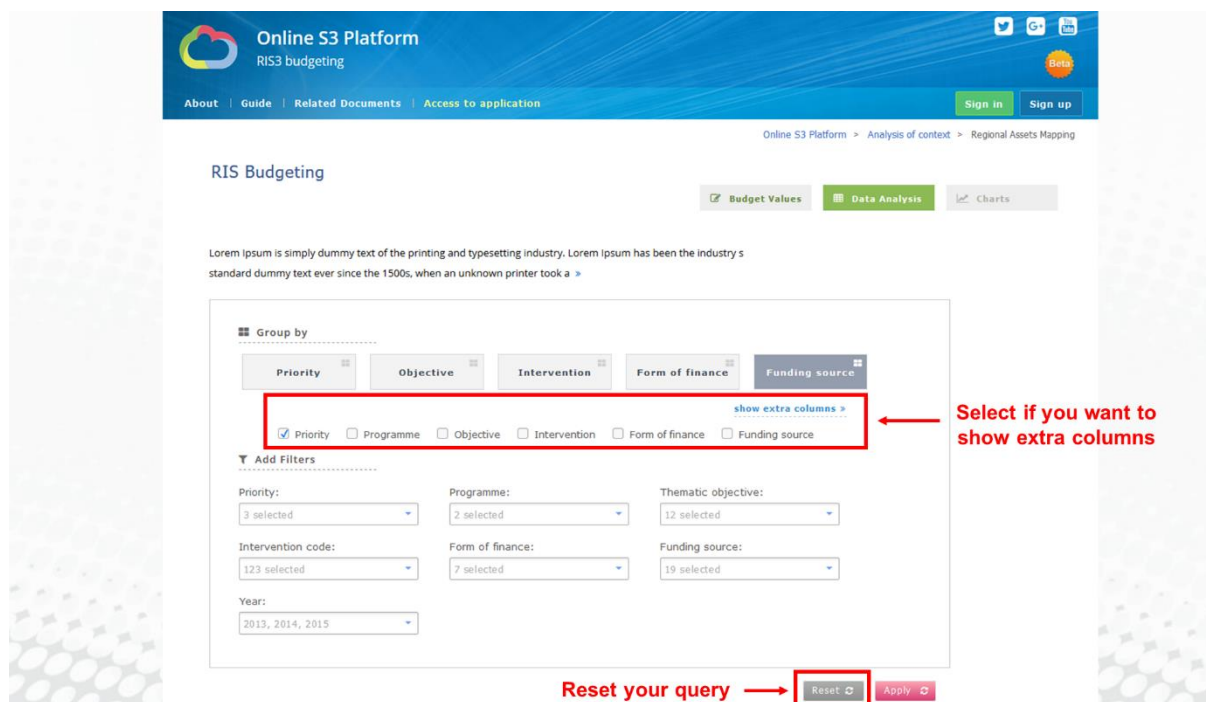 Online S3 Platform
RIS3 budgeting
You Tube
G+
Beta
About | Guide | Related Documents | Access to application
Sign in Sign up
Online S3 Platform > Analysis of context > Regional Assets Mapping
RIS Budgeting
Budget Values Data Analysis Charts
Lorem Ipsum is simply dummy text of the printing and typesetting industry. Lorem Ipsum has been the industry s
standard dummy text ever since the 1500s, when an unknown printer took a »
Group by
Priority Objective Intervention Form of finance Funding source
show extra columns »
Priority Programme Objective Intervention Form of finance Funding source
Select if you want to
show extra columns
Add Filters
Priority: Programme: Thematic objective:
3 selected 2 selected 12 selected
Intervention code: Form of finance: Funding source:
123 selected 7 selected 19 selected
Year:
2013, 2014, 2015
Reset your query Reset Apply